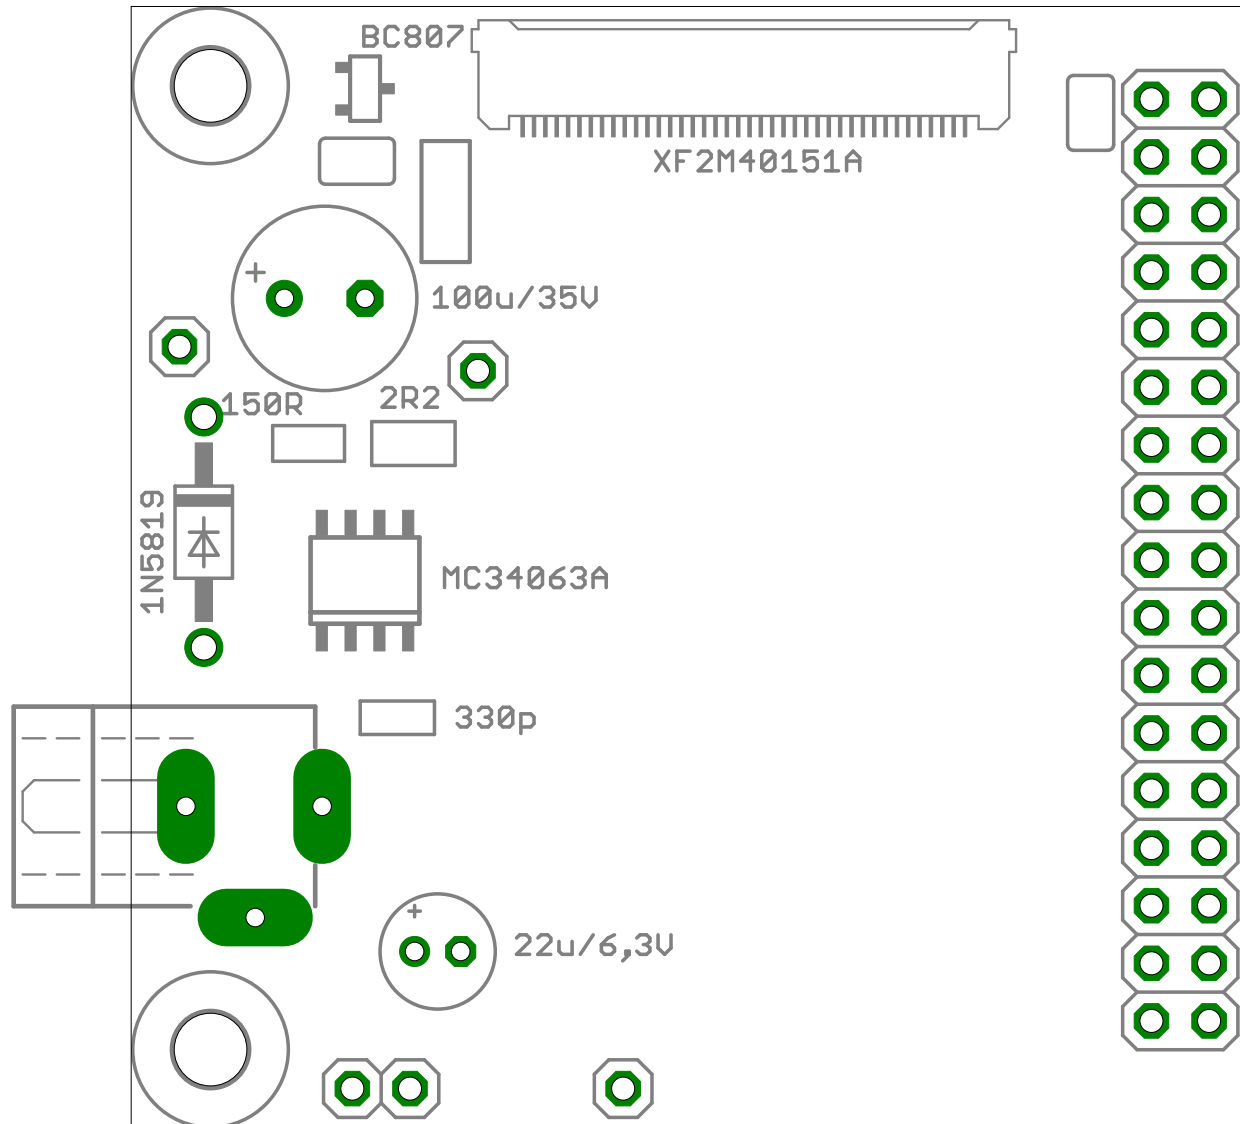 BC807
XF2M40151A
+
100u/35V
150R
2R2
1N5819
MC34063A
330p
+
22u/6,3V